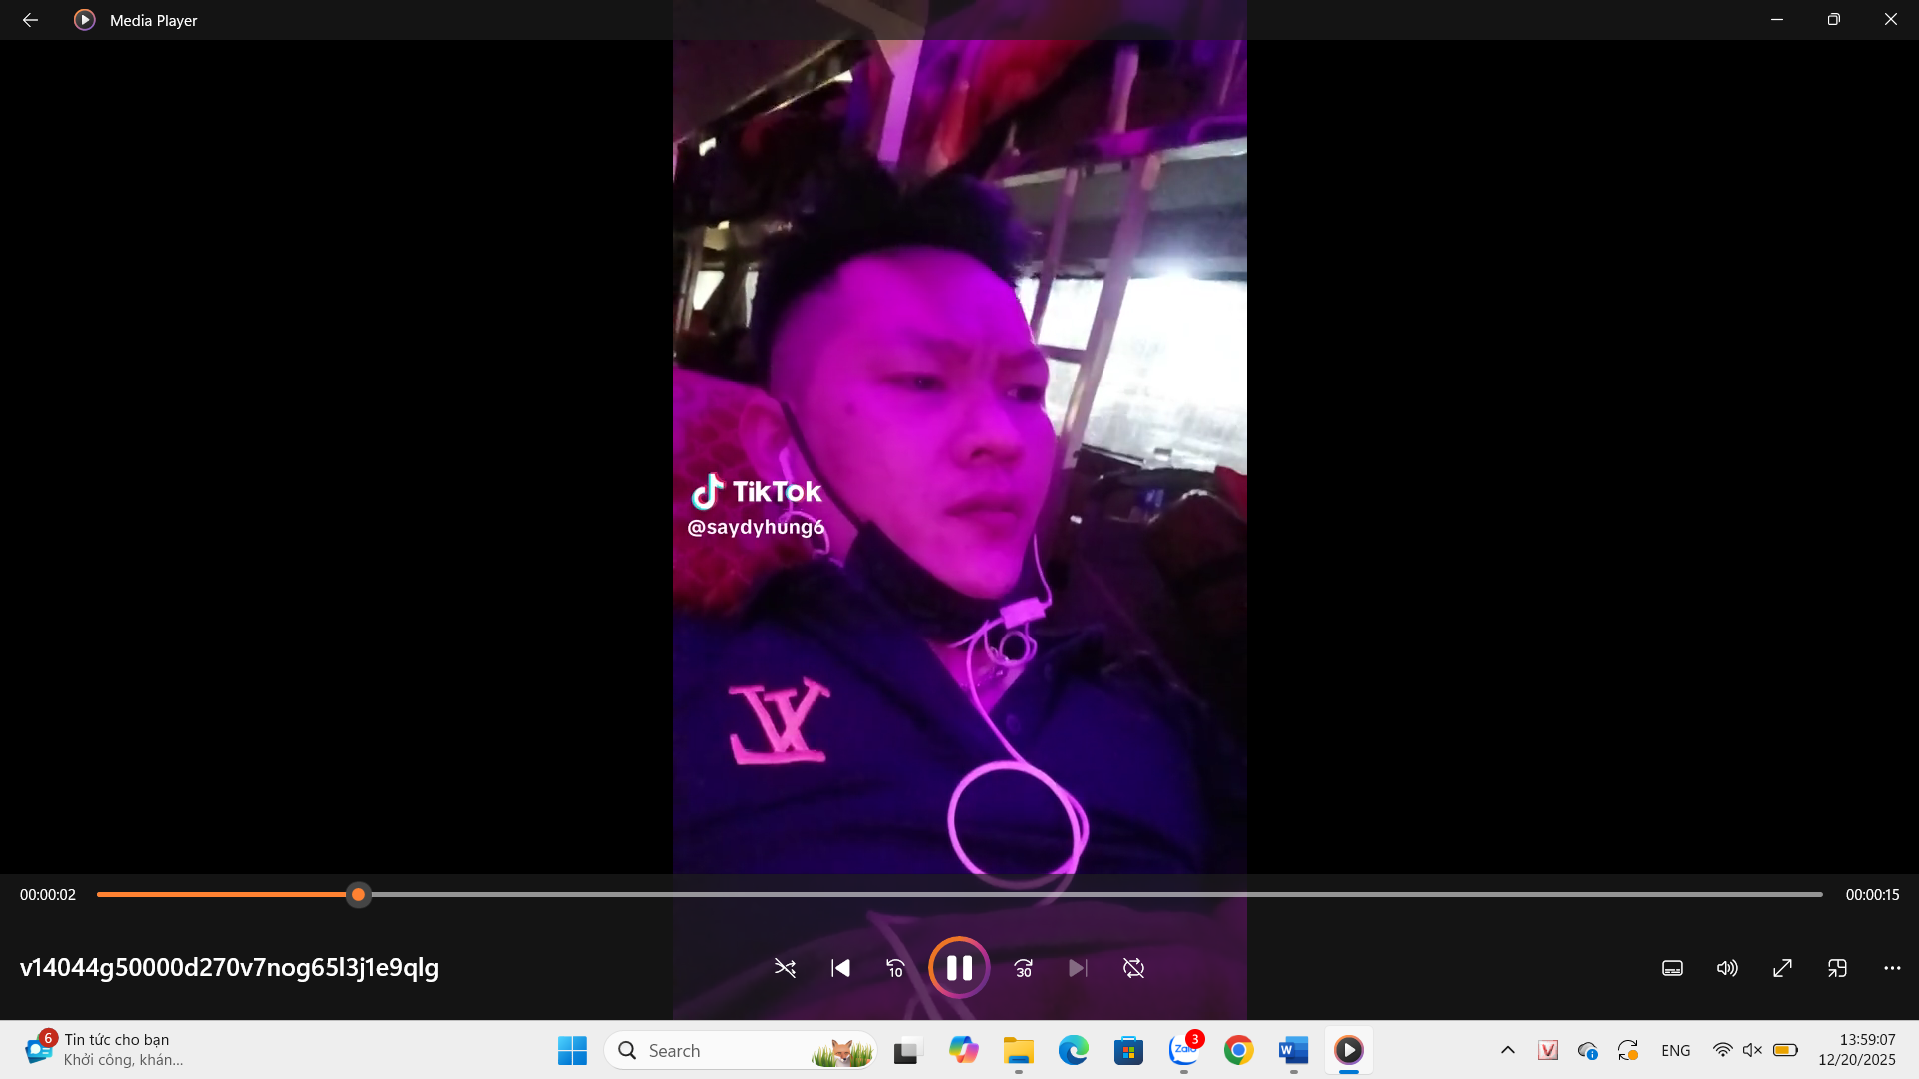 Media Player
TikTok
@saydyhung6
00:00:02
00:00:15
v14044g50000d270v7nog65l3j1e9qlg
10
30
6
Tin tức cho bạn
Khởi công, khán...
Search
Zalo
3
W
V
ENG
13:59:07
12/20/2025